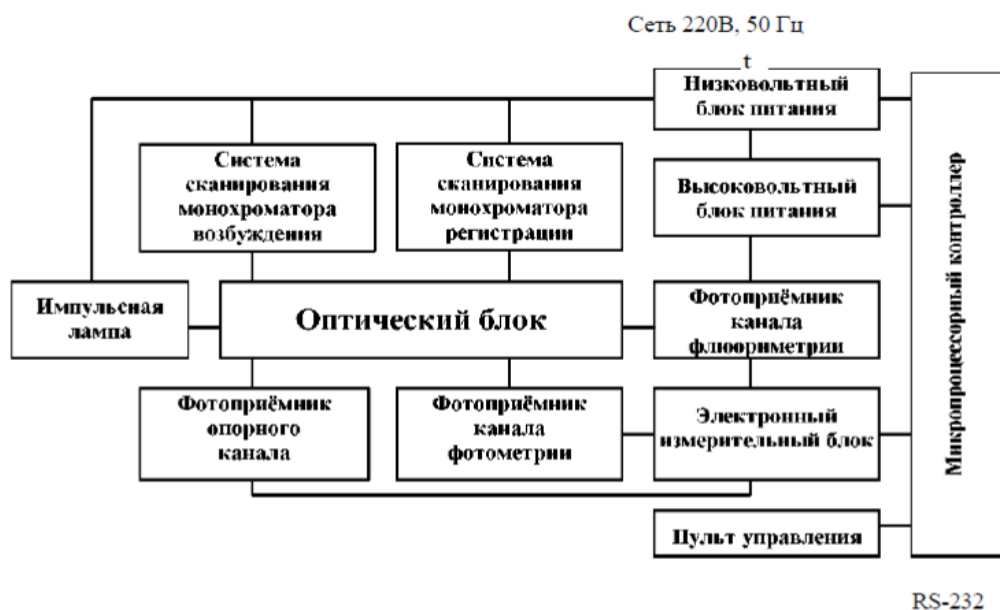 Сеть 220В, 50 Гц
t
Низковольтный
блок питания
Система
сканирования
монохроматора
возбуждения
Система
сканирования
монохроматора
регистрации
Высоковольтный
блок питания
Импульсная
лампа
Оптический блок
Фотоприёмник
канала
флюориметрии
Фотоприёмник
опорного
канала
Фотоприёмник
канала
фотометрии
Электронный
измерительный блок
Пульт управления
Микропроцессорный контроллер
RS-232